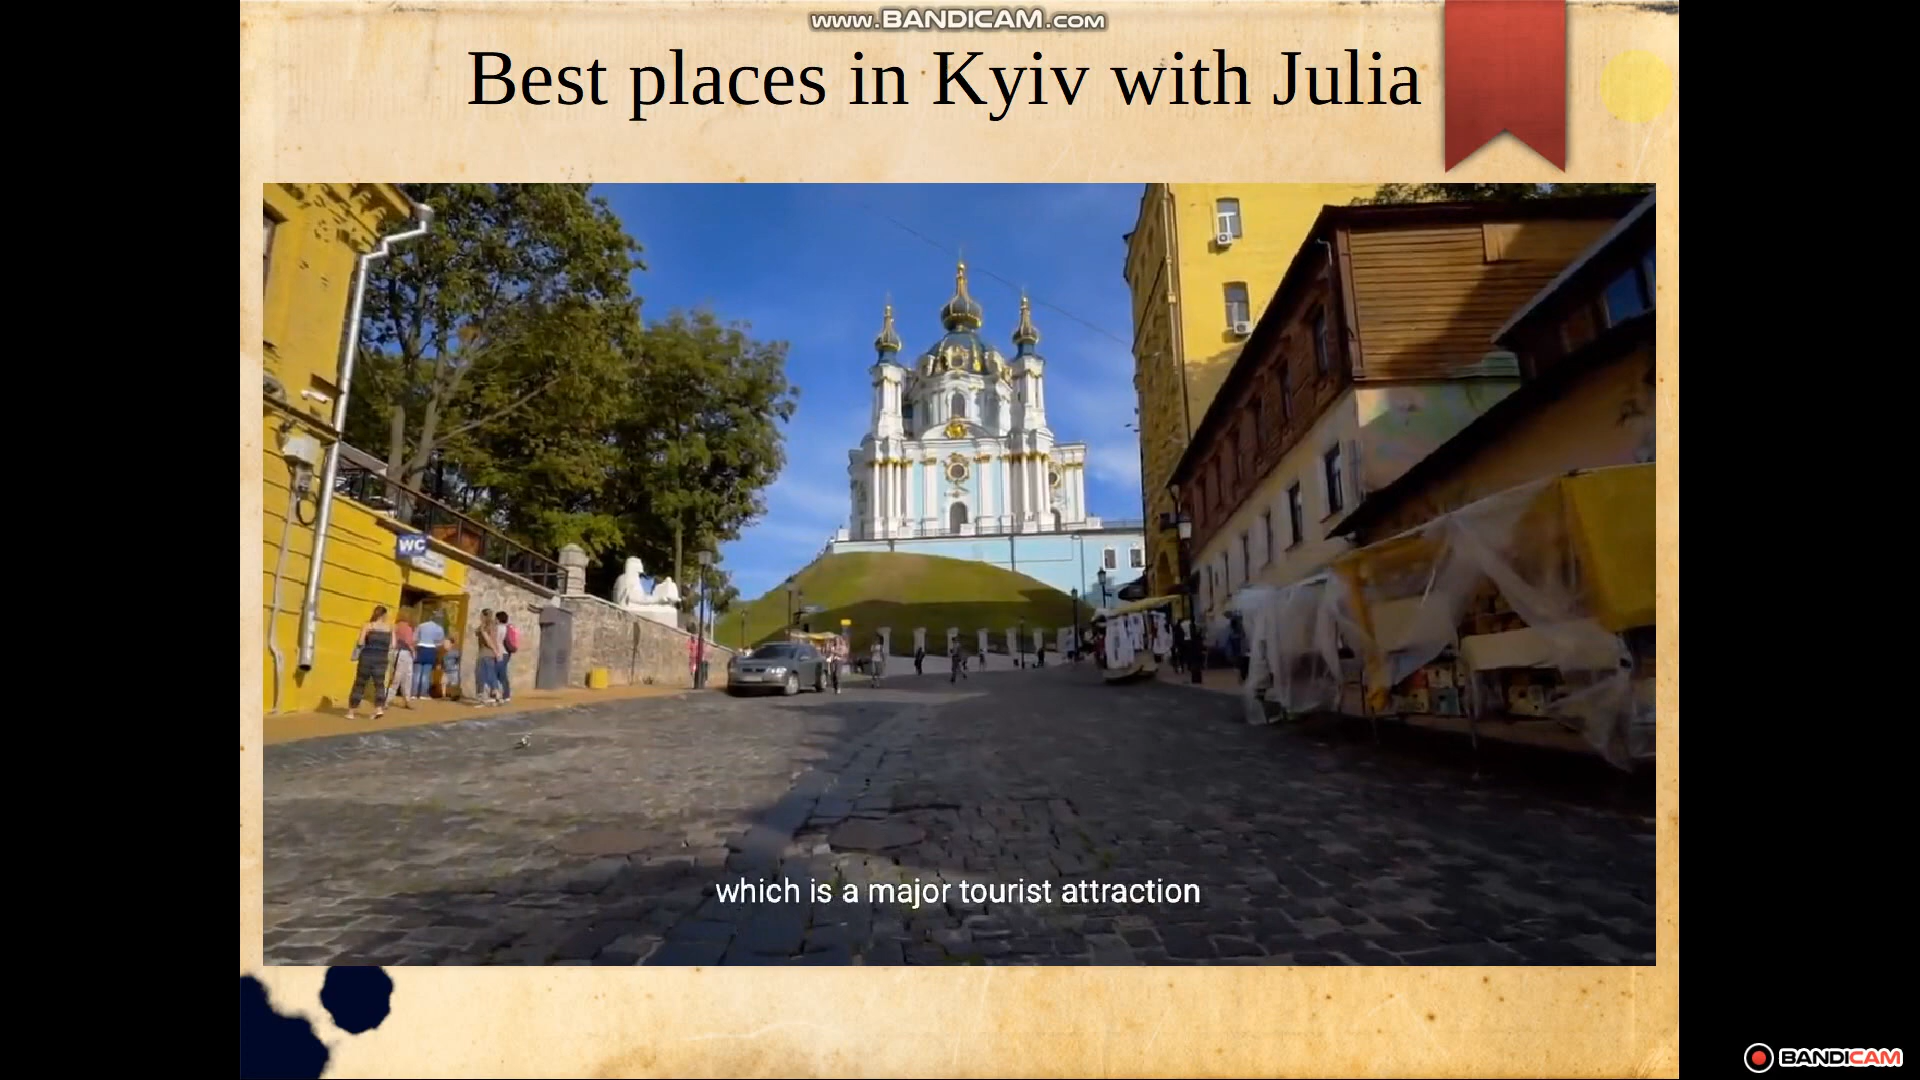 www.BANDICAM.com
Best places in Kyiv with Julia
WC
which is a major tourist attraction
BANDICAM